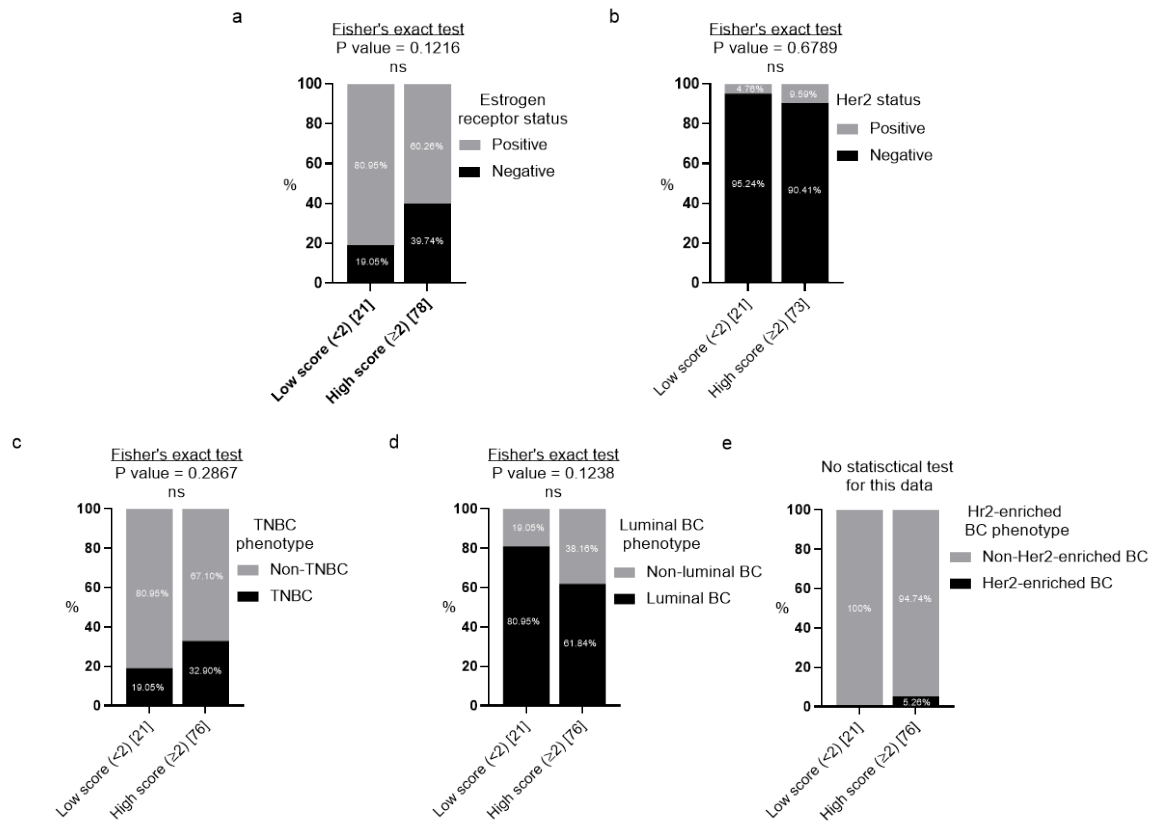 a
Fisher's exact test
P value = 0.1216
ns
100
80
60
40
20
0
%
80.95%
19.05%
60.26%
39.74%
Estrogen
receptor status
Positive
Negative
Low score (<2) [21]
High score (≥2) [78]
b
Fisher's exact test
P value = 0.6789
ns
100
80
60
40
20
0
%
4.76%
95.24%
9.59%
90.41%
Her2 status
Positive
Negative
Low score (<2) [21]
High score (≥2) [73]
c
Fisher's exact test
P value = 0.2867
ns
100
80
60
40
20
0
%
80.95%
19.05%
67.10%
32.90%
TNBC
phenotype
Non-TNBC
TNBC
Low score (<2) [21]
High score (≥2) [76]
d
Fisher's exact test
P value = 0.1238
ns
100
80
60
40
20
0
%
19.05%
80.95%
38.16%
61.84%
Luminal BC
phenotype
Non-luminal BC
Luminal BC
Low score (<2) [21]
High score (≥2) [76]
e
No statisctical test
for this data
100
80
60
40
20
0
%
100%
94.74%
5.26%
Hr2-enriched
BC phenotype
Non-Her2-enriched BC
Her2-enriched BC
Low score (<2) [21]
High score (≥2) [76]